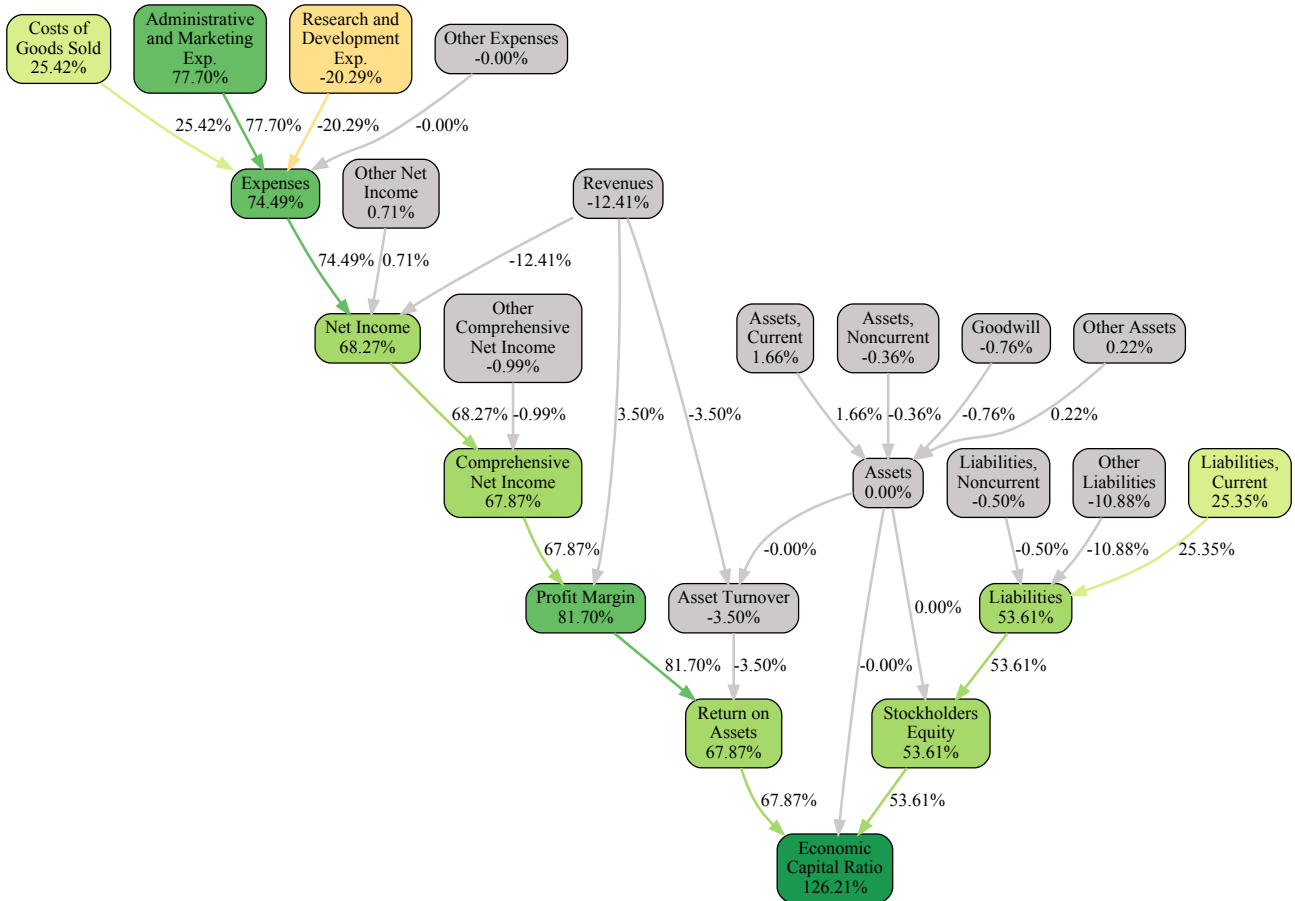 Costs of
Goods Sold
25.42%
Administrative
and Marketing
Exp.
77.70%
Research and
Development
Exp.
-20.29%
Other Expenses
-0.00%
25.42%
77.70%
-20.29%
-0.00%
Expenses
74.49%
Other Net
Income
0.71%
Revenues
-12.41%
74.49%
0.71%
-12.41%
Net Income
68.27%
Other
Comprehensive
Net Income
-0.99%
Assets,
Current
1.66%
Assets,
Noncurrent
-0.36%
Goodwill
-0.76%
Other Assets
0.22%
68.27%
-0.99%
3.50%
-3.50%
1.66%
-0.36%
-0.76%
0.22%
Comprehensive
Net Income
67.87%
Assets
0.00%
Liabilities,
Noncurrent
-0.50%
Other
Liabilities
-10.88%
Liabilities,
Current
25.35%
67.87%
-0.00%
-0.50%
-10.88%
25.35%
Profit Margin
81.70%
Asset Turnover
-3.50%
0.00%
Liabilities
53.61%
81.70%
-3.50%
-0.00%
53.61%
Return on
Assets
67.87%
Stockholders
Equity
53.61%
67.87%
53.61%
Economic
Capital Ratio
126.21%